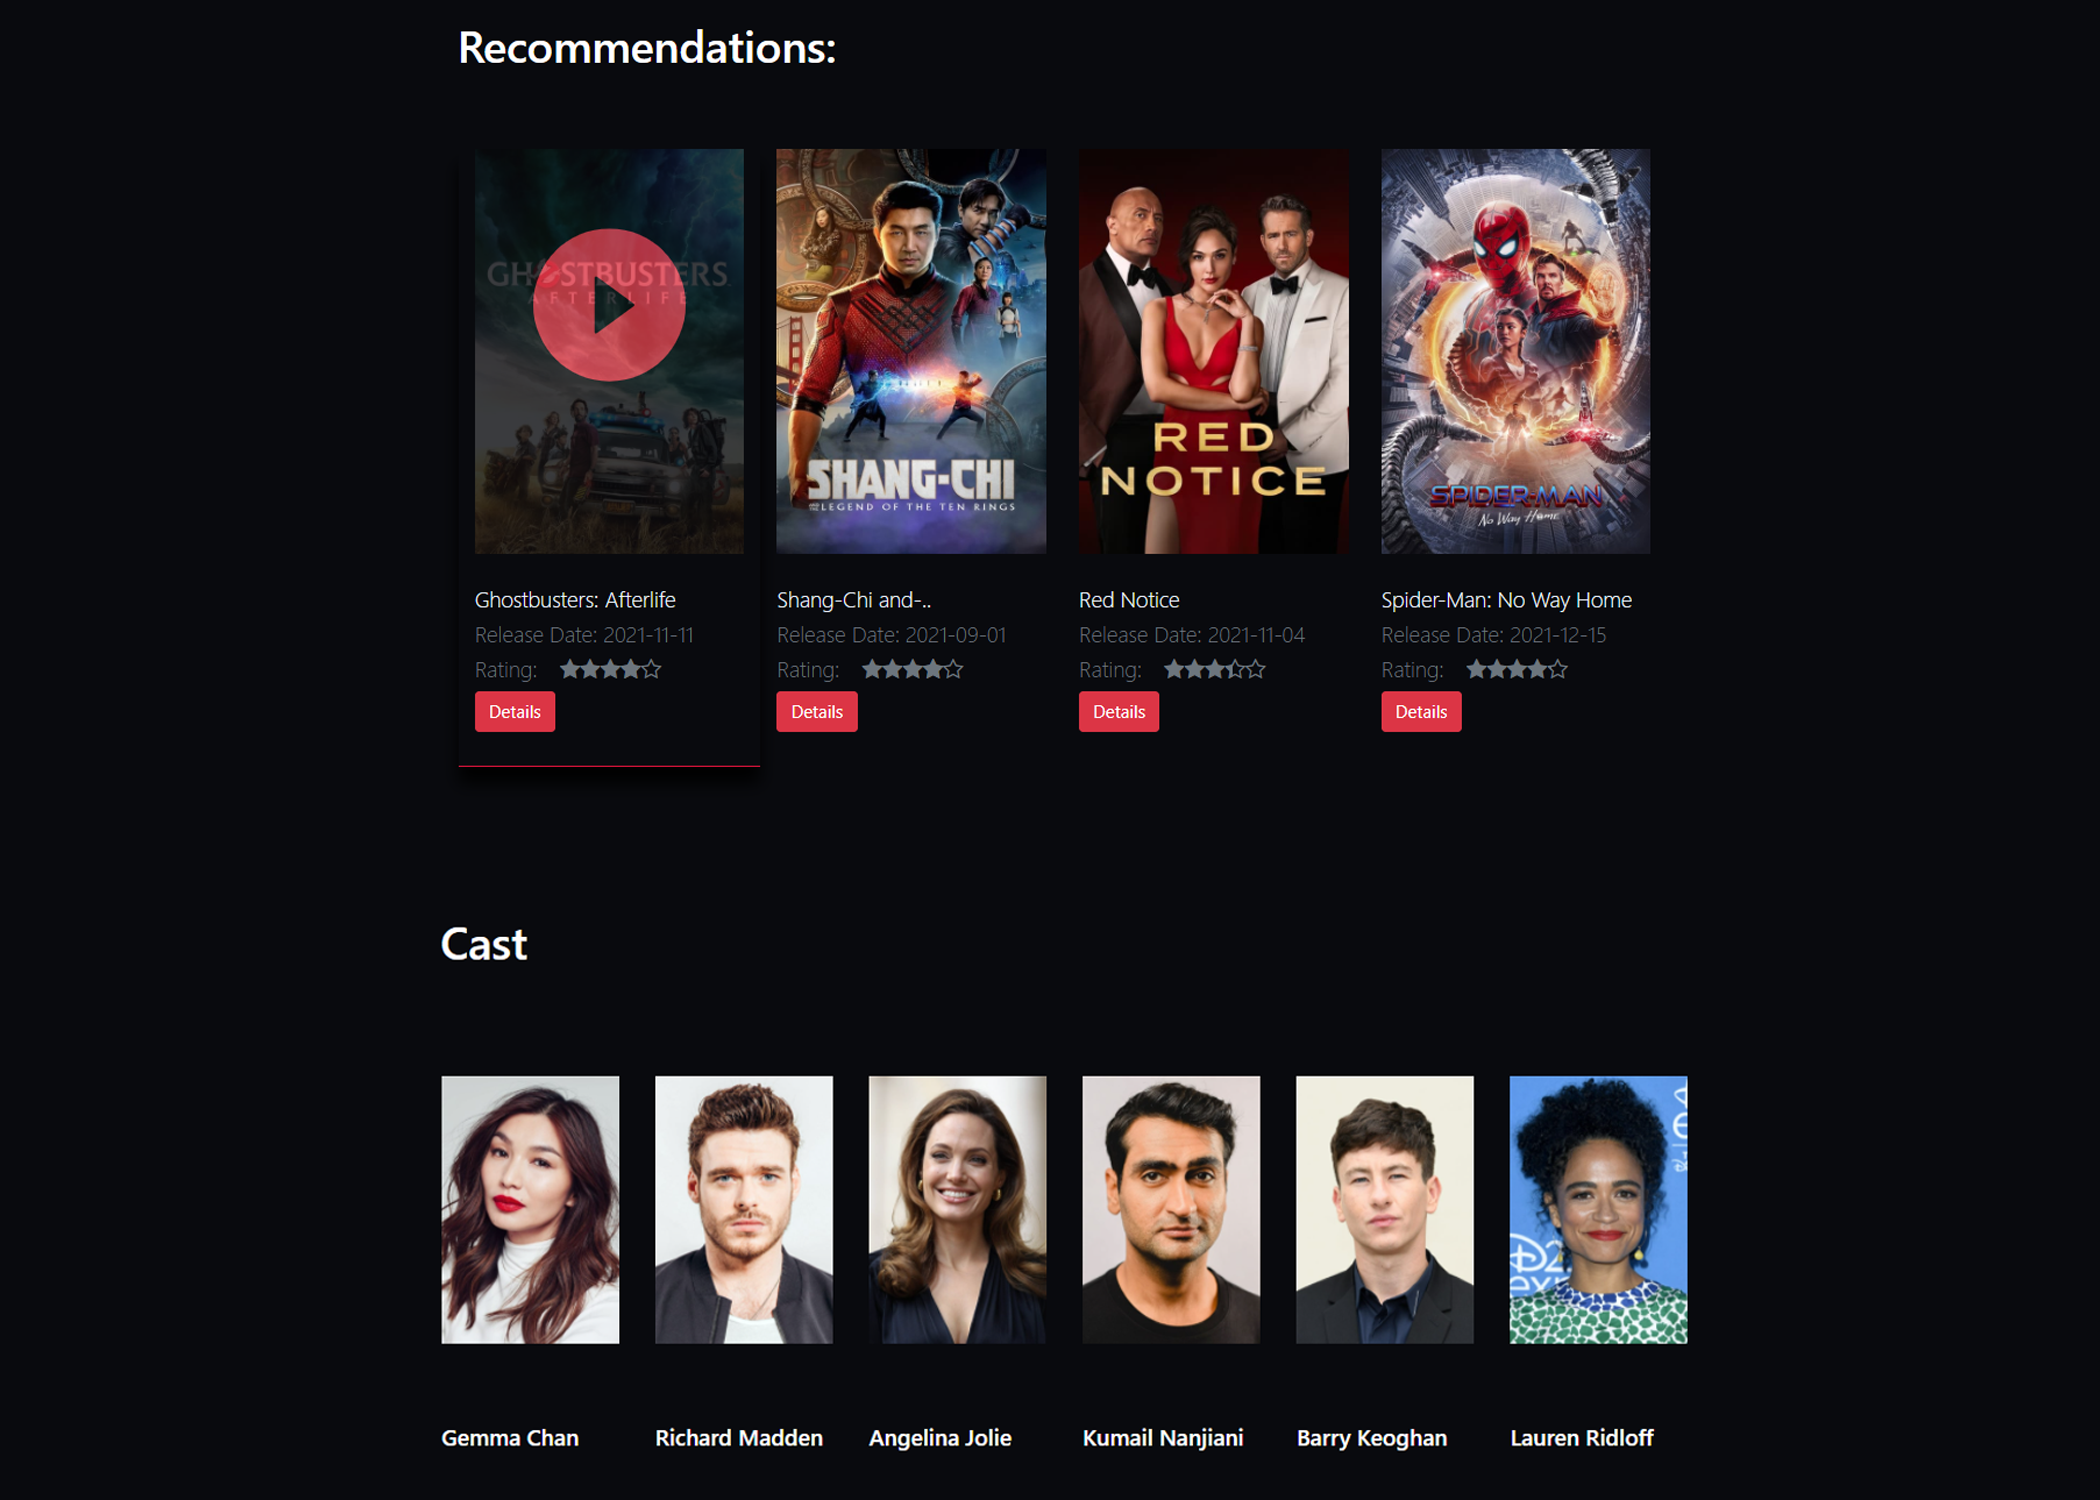 Recommendations:
GHOSTBUSTERS
AFTERLIFE
SHANG-CHI
AND THE LEGEND OF THE TEN RINGS
RED
NOTICE
SPIDER-MAN
No Way Home
Ghostbusters: Afterlife
Release Date: 2021-11-11
Rating:
Details
Shang-Chi and-..
Release Date: 2021-09-01
Rating:
Details
Red Notice
Release Date: 2021-11-04
Rating:
Details
Spider-Man: No Way Home
Release Date: 2021-12-15
Rating:
Details
Cast
D2
Gemma Chan
Richard Madden
Angelina Jolie
Kumail Nanjiani
Barry Keoghan
Lauren Ridloff